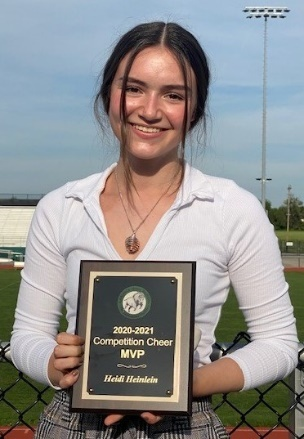 2020-2021
Competition Cheer
MVP
Heidi Heinlein